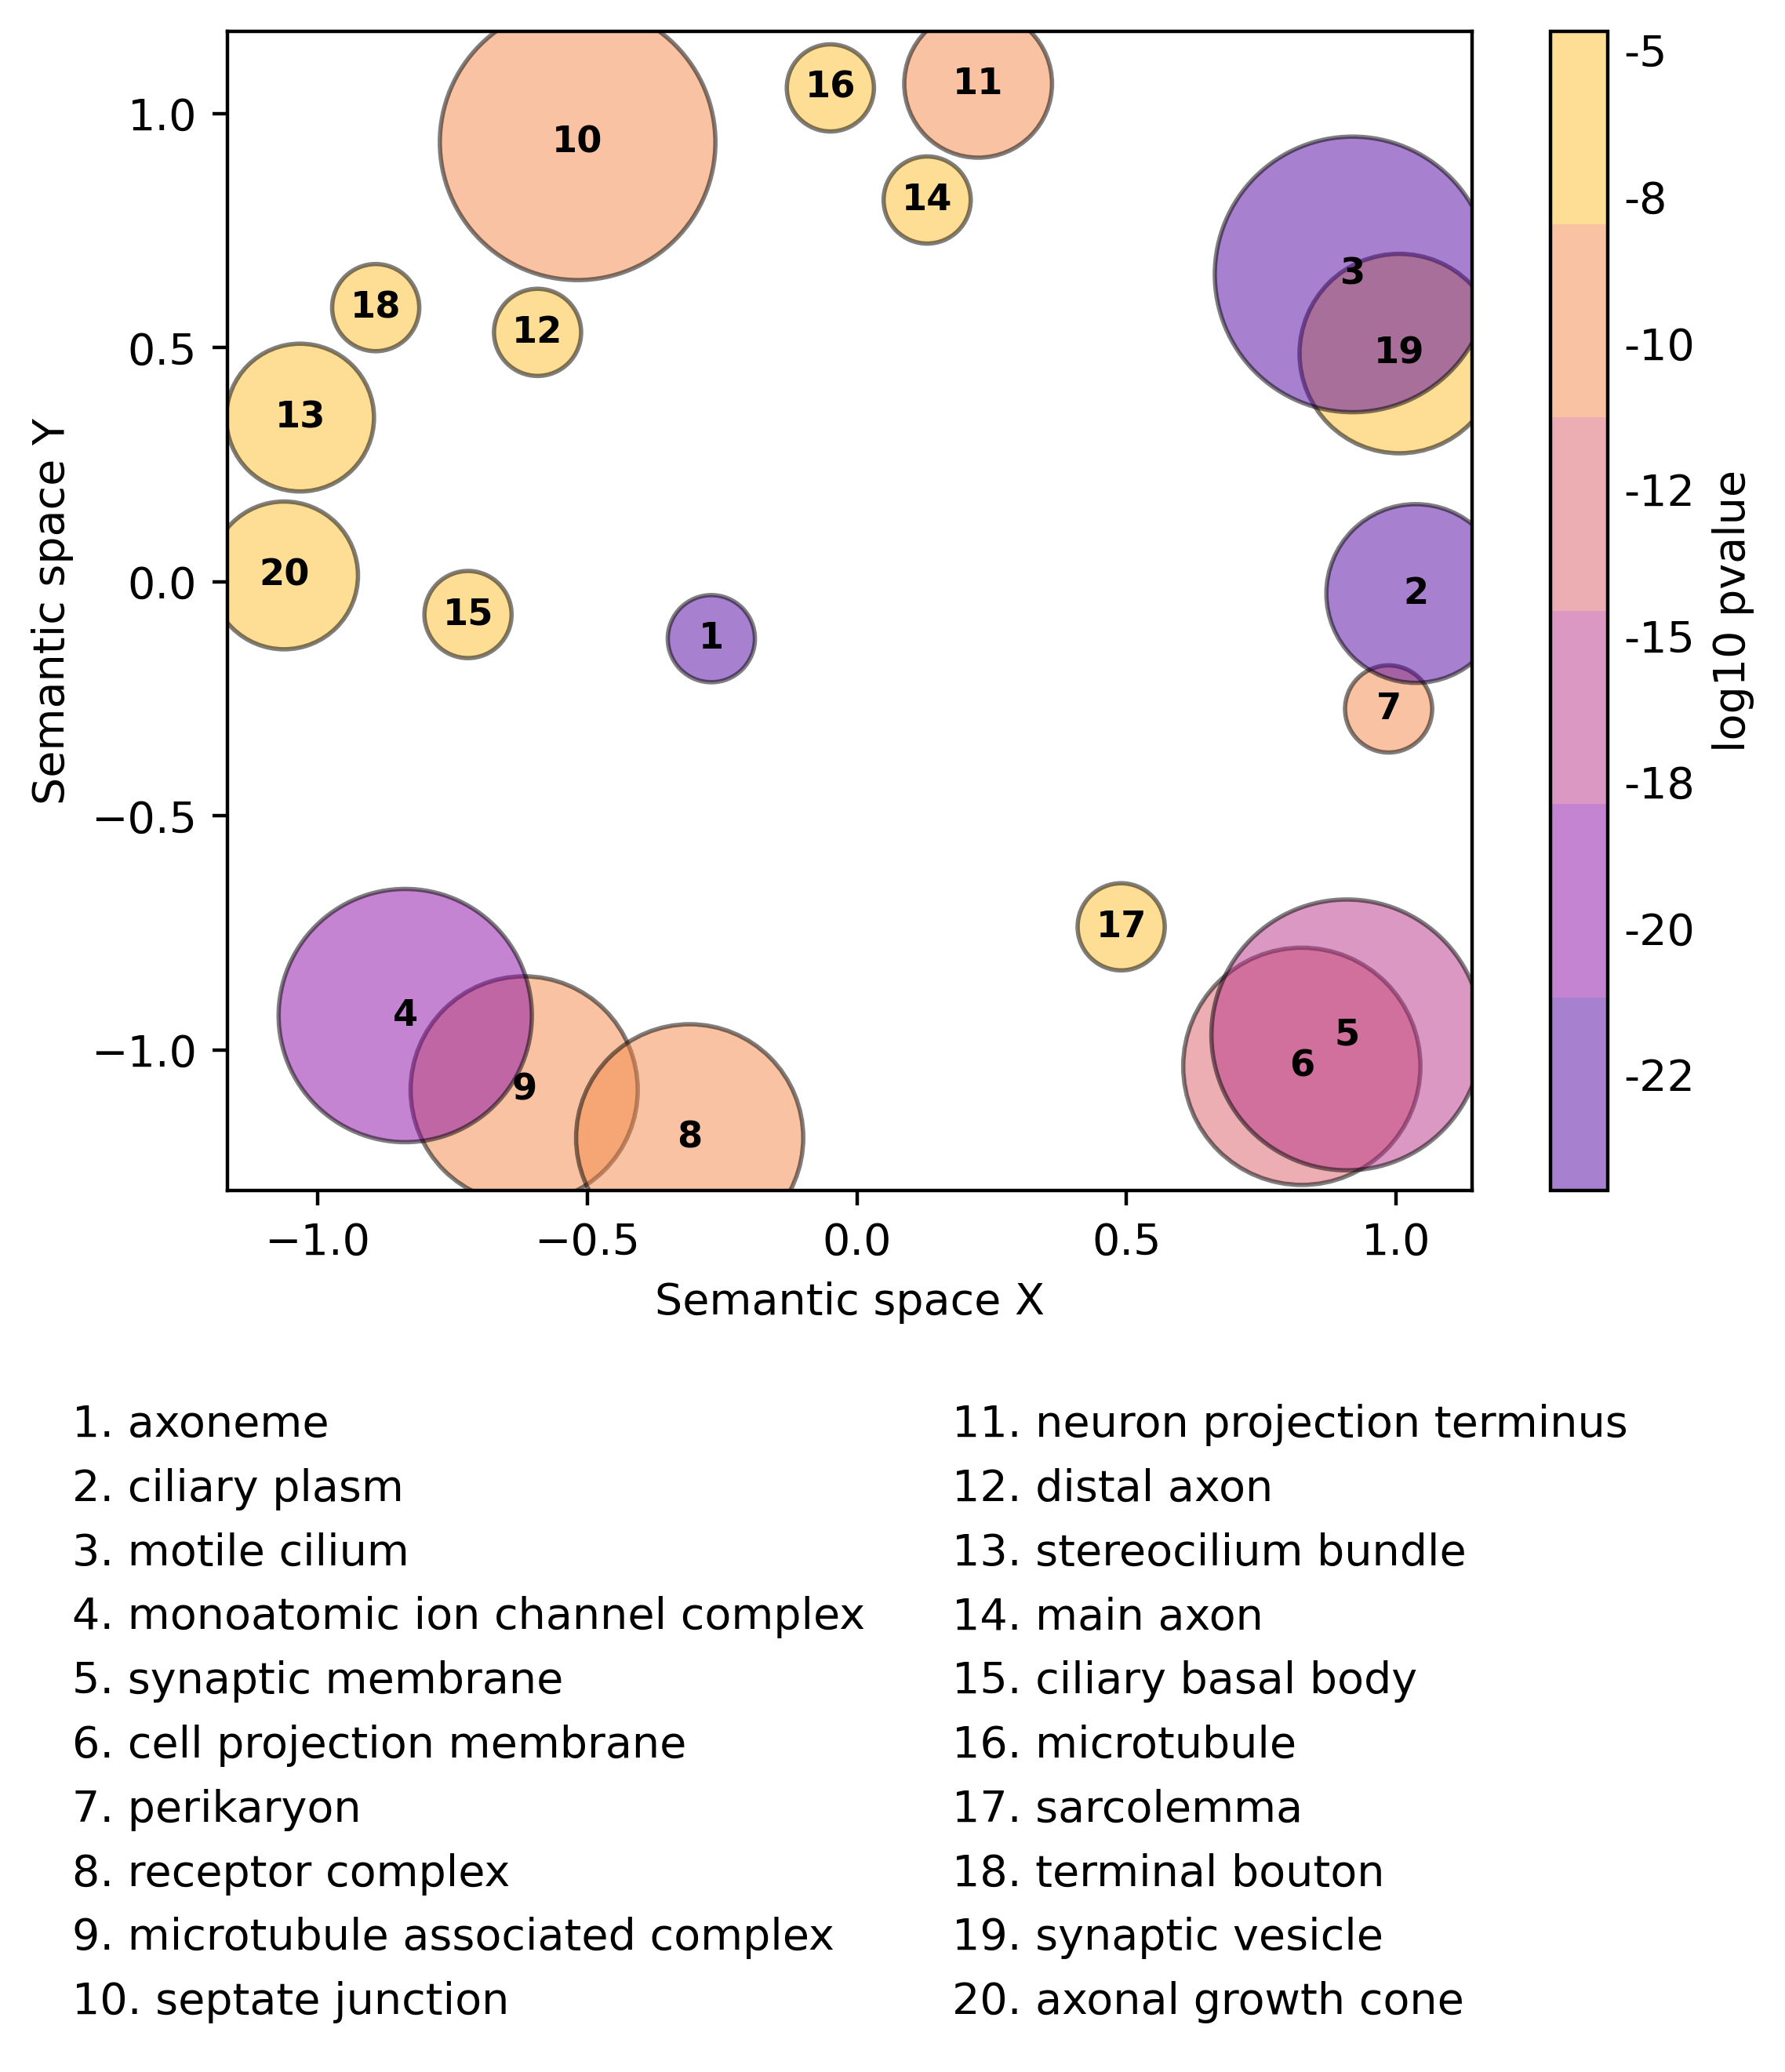 16
11
10
14
3
18
12
19
13
20
15
1
2
7
17
4
5
6
9
8
1.0
0.5
0.0
−0.5
−1.0
Semantic space Y
−1.0
−0.5
0.0
0.5
1.0
Semantic space X
-5
-8
-10
-12
-15
-18
-20
-22
log10 pvalue
1. axoneme
2. ciliary plasm
3. motile cilium
4. monoatomic ion channel complex
5. synaptic membrane
6. cell projection membrane
7. perikaryon
8. receptor complex
9. microtubule associated complex
10. septate junction
11. neuron projection terminus
12. distal axon
13. stereocilium bundle
14. main axon
15. ciliary basal body
16. microtubule
17. sarcolemma
18. terminal bouton
19. synaptic vesicle
20. axonal growth cone